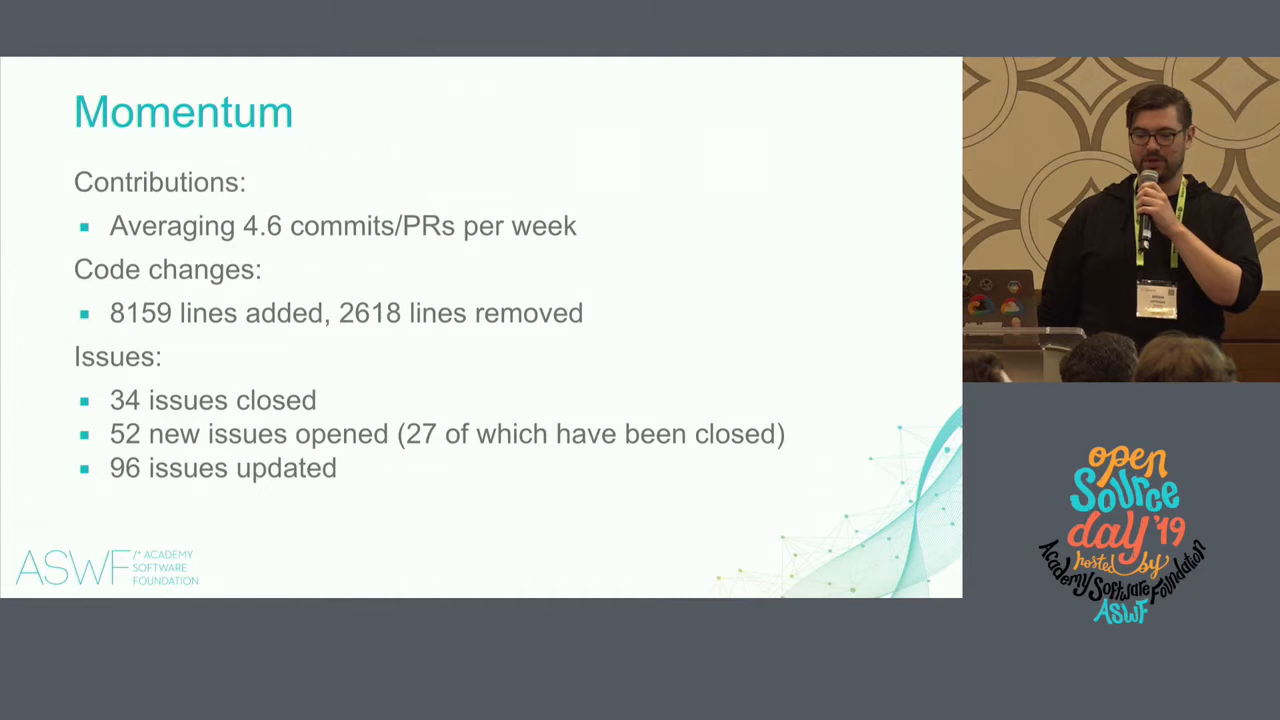 Momentum
Contributions:
Averaging 4.6 commits/PRs per week
Code changes:
8159 lines added, 2618 lines removed
Issues:
34 issues closed
52 new issues opened (27 of which have been closed)
96 issues updated
ASWF /* ACADEMY
SOFTWARE
FOUNDATION
open
Source
day '19
hosted by
Academy Software Foundation
ASWF